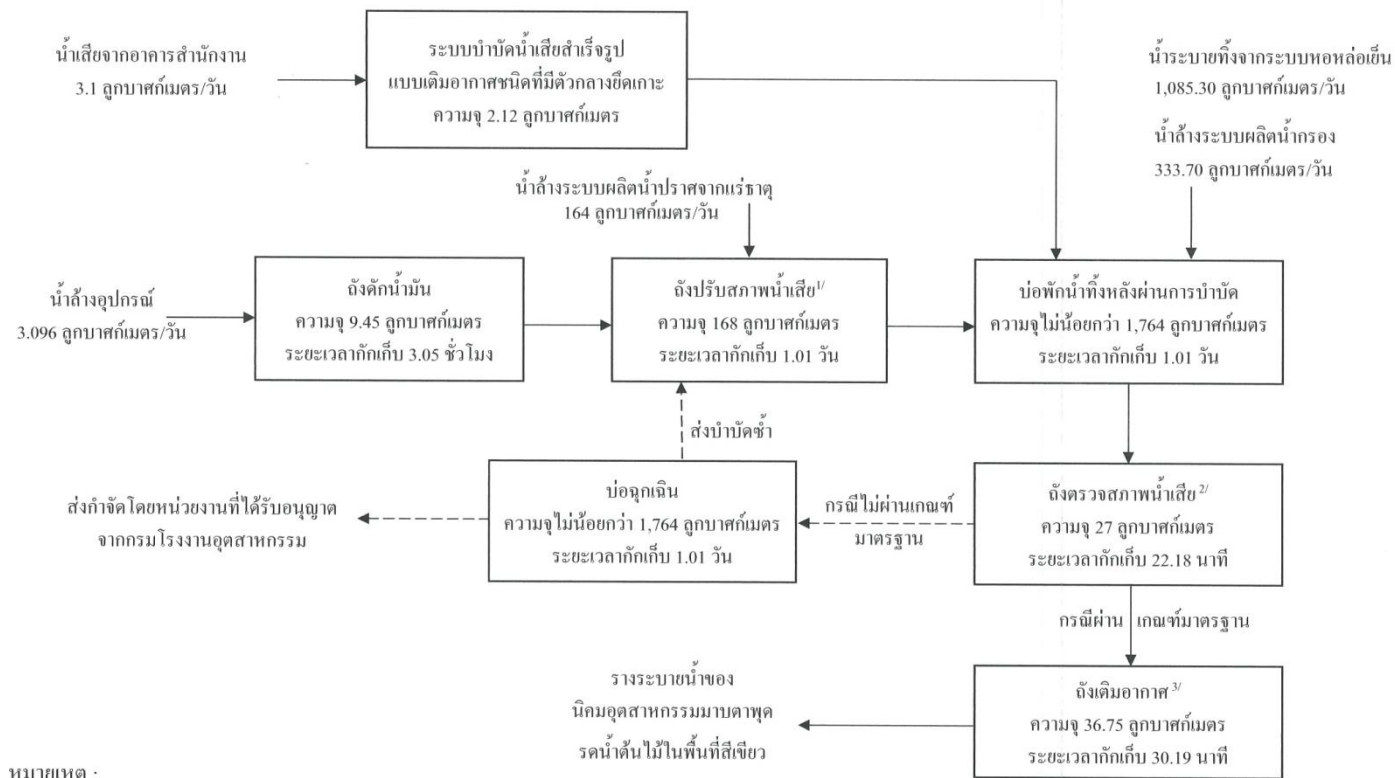 น้ำเสียจากอาคารสำนักงาน
3.1 ลูกบาศก์เมตร/วัน
ระบบบำบัดน้ำเสียสำเร็จรูป
แบบเติมอากาศชนิดที่มีตัวกลางยึดเกาะ
ความจุ 2.12 ลูกบาศก์เมตร
น้ำระบายทิ้งจากระบบหอหล่อเย็น
1,085.30 ลูกบาศก์เมตร/วัน
น้ำล้างระบบผลิตน้ำกรอง
333.70 ลูกบาศก์เมตร/วัน
น้ำล้างระบบผลิตน้ำปราศจากแร่ธาตุ
164 ลูกบาศก์เมตร/วัน
น้ำล้างอุปกรณ์
3.096 ลูกบาศก์เมตร/วัน
ถังดักน้ำมัน
ความจุ 9.45 ลูกบาศก์เมตร
ระยะเวลากักเก็บ 3.05 ชั่วโมง
ถังปรับสภาพน้ำเสีย1/
ความจุ 168 ลูกบาศก์เมตร
ระยะเวลากักเก็บ 1.01 วัน
บ่อพักน้ำทิ้งหลังผ่านการบำบัด
ความจุไม่น้อยกว่า 1,764 ลูกบาศก์เมตร
ระยะเวลากักเก็บ 1.01 วัน
ส่งบำบัดซ้ำ
ส่งกำจัดโดยหน่วยงานที่ได้รับอนุญาต
จากกรมโรงงานอุตสาหกรรม
บ่อฉุกเฉิน
ความจุไม่น้อยกว่า 1,764 ลูกบาศก์เมตร
ระยะเวลากักเก็บ 1.01 วัน
กรณีไม่ผ่านเกณฑ์
มาตรฐาน
ถังตรวจสภาพน้ำเสีย2/
ความจุ 27 ลูกบาศก์เมตร
ระยะเวลากักเก็บ 22.18 นาที
กรณีผ่าน เกณฑ์มาตรฐาน
รางระบายน้ำของ
นิคมอุตสาหกรรมมาบตาพุด
รดน้ำต้นไม้ในพื้นที่สีเขียว
ถังเติมอากาศ3/
ความจุ 36.75 ลูกบาศก์เมตร
ระยะเวลากักเก็บ 30.19 นาที
หมายเหตุ :